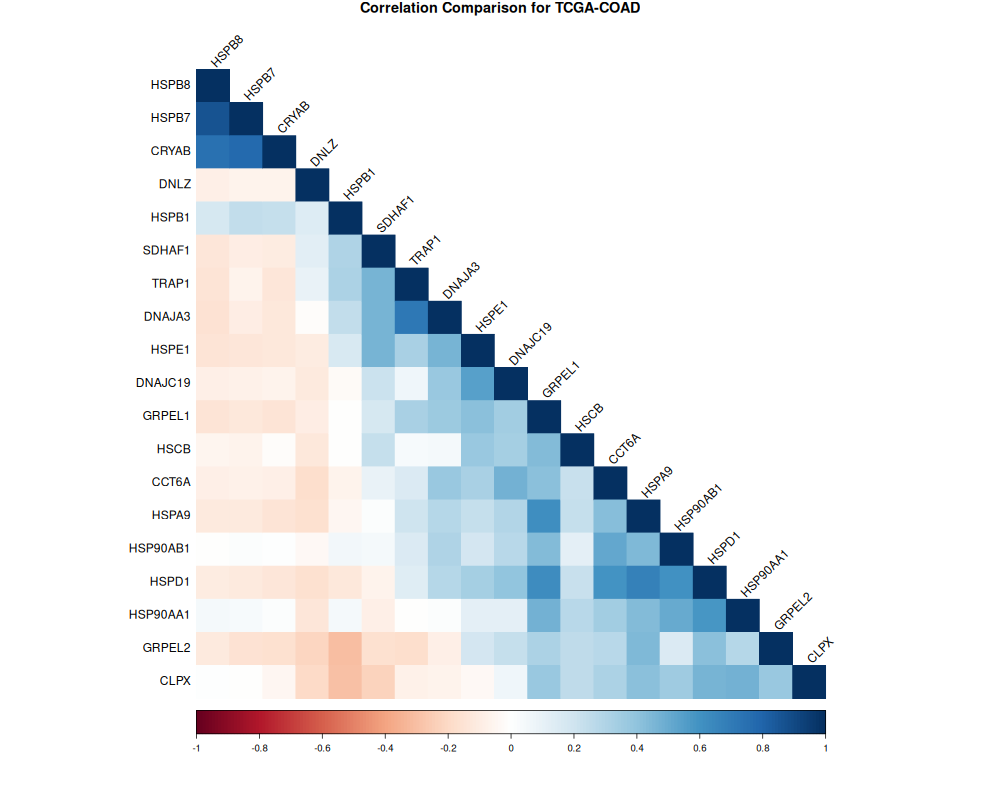 Correlation Comparison for TCGA-COAD
HSPB8
HSPB7
CRYAB
DNLZ
HSPB1
SDHAF1
TRAP1
DNAJA3
HSPE1
DNAJC19
GRPEL1
HSCB
CCT6A
HSPA9
HSP90AB1
HSPD1
HSP90AA1
GRPEL2
CLPX
HSPB8
HSPB7
CRYAB
DNLZ
HSPB1
SDHAF1
TRAP1
DNAJA3
HSPE1
DNAJC19
GRPEL1
HSCB
CCT6A
HSPA9
HSP90AB1
HSPD1
HSP90AA1
GRPEL2
CLPX
-1 -0.8 -0.6 -0.4 -0.2 0 0.2 0.4 0.6 0.8 1